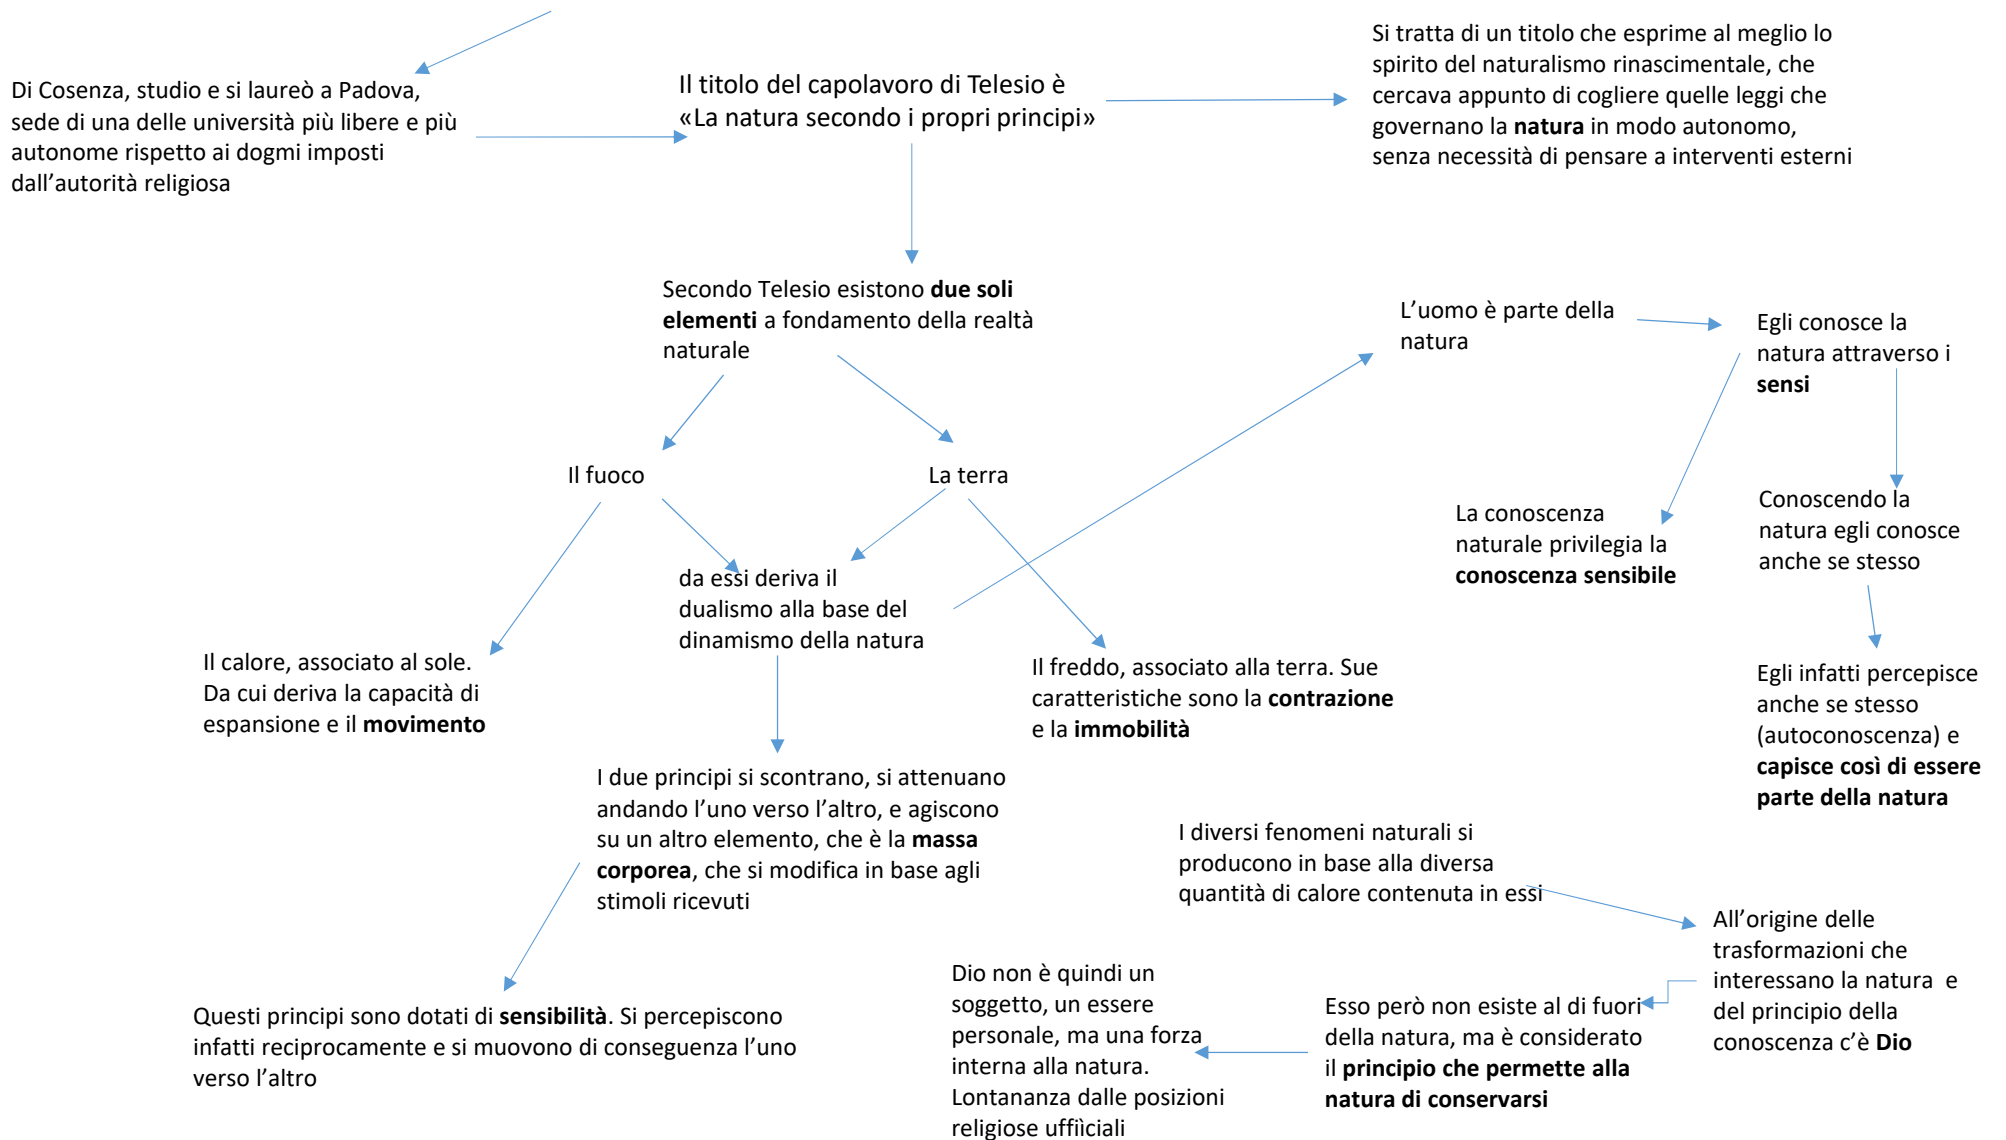 Di Cosenza, studio e si laureò a Padova,
sede di una delle università più libere e più
autonome rispetto ai dogmi imposti
dall’autorità religiosa
Il titolo del capolavoro di Telesio è
«La natura secondo i propri principi»
Si tratta di un titolo che esprime al meglio lo
spirito del naturalismo rinascimentale, che
cercava appunto di cogliere quelle leggi che
governano la natura in modo autonomo,
senza necessità di pensare a interventi esterni
Secondo Telesio esistono due soli
elementi a fondamento della realtà
naturale
L’uomo è parte della
natura
Egli conosce la
natura attraverso i
sensi
Il fuoco
La terra
La conoscenza
naturale privilegia la
conoscenza sensibile
Conoscendo la
natura egli conosce
anche se stesso
da essi deriva il
dualismo alla base del
dinamismo della natura
Il calore, associato al sole.
Da cui deriva la capacità di
espansione e il movimento
Il freddo, associato alla terra. Sue
caratteristiche sono la contrazione
e la immobilità
Egli infatti percepisce
anche se stesso
(autoconoscenza) e
capisce così di essere
parte della natura
I due principi si scontrano, si attenuano
andando l’uno verso l’altro, e agiscono
su un altro elemento, che è la massa
corporea, che si modifica in base agli
stimoli ricevuti
I diversi fenomeni naturali si
producono in base alla diversa
quantità di calore contenuta in essi
All’origine delle
trasformazioni che
interessano la natura e
del principio della
conoscenza c’è Dio
Questi principi sono dotati di sensibilità. Si percepiscono
infatti reciprocamente e si muovono di conseguenza l’uno
verso l’altro
Dio non è quindi un
soggetto, un essere
personale, ma una forza
interna alla natura.
Lontananza dalle posizioni
religiose uffiìciali
Esso però non esiste al di fuori
della natura, ma è considerato
il principio che permette alla
natura di conservarsi